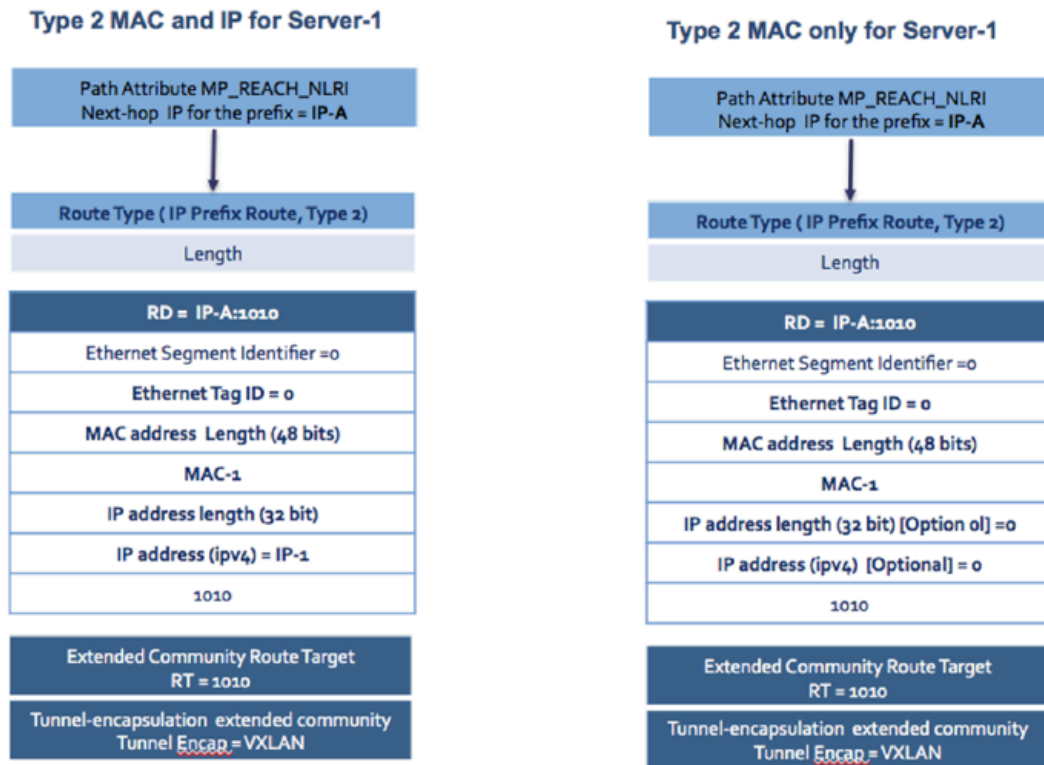 Type 2 MAC and IP for Server-1
Path Attribute MP_REACH_NLRI
Next-hop IP for the prefix = IP-A
Route Type ( IP Prefix Route, Type 2)
Length
RD = IP-A:1010
Ethernet Segment Identifier =0
Ethernet Tag ID = 0
MAC address Length (48 bits)
MAC-1
IP address length (32 bit)
IP address (ipv4) = IP-1
1010
Extended Community Route Target
RT = 1010
Tunnel-encapsulation extended community
Tunnel Encap = VXLAN
Type 2 MAC only for Server-1
Path Attribute MP_REACH_NLRI
Next-hop IP for the prefix = IP-A
Route Type ( IP Prefix Route, Type 2)
Length
RD = IP-A:1010
Ethernet Segment Identifier =0
Ethernet Tag ID = 0
MAC address Length (48 bits)
MAC-1
IP address length (32 bit) [Option ol] =0
IP address (ipv4) [Optional] = 0
1010
Extended Community Route Target
RT = 1010
Tunnel-encapsulation extended community
Tunnel Encap = VXLAN